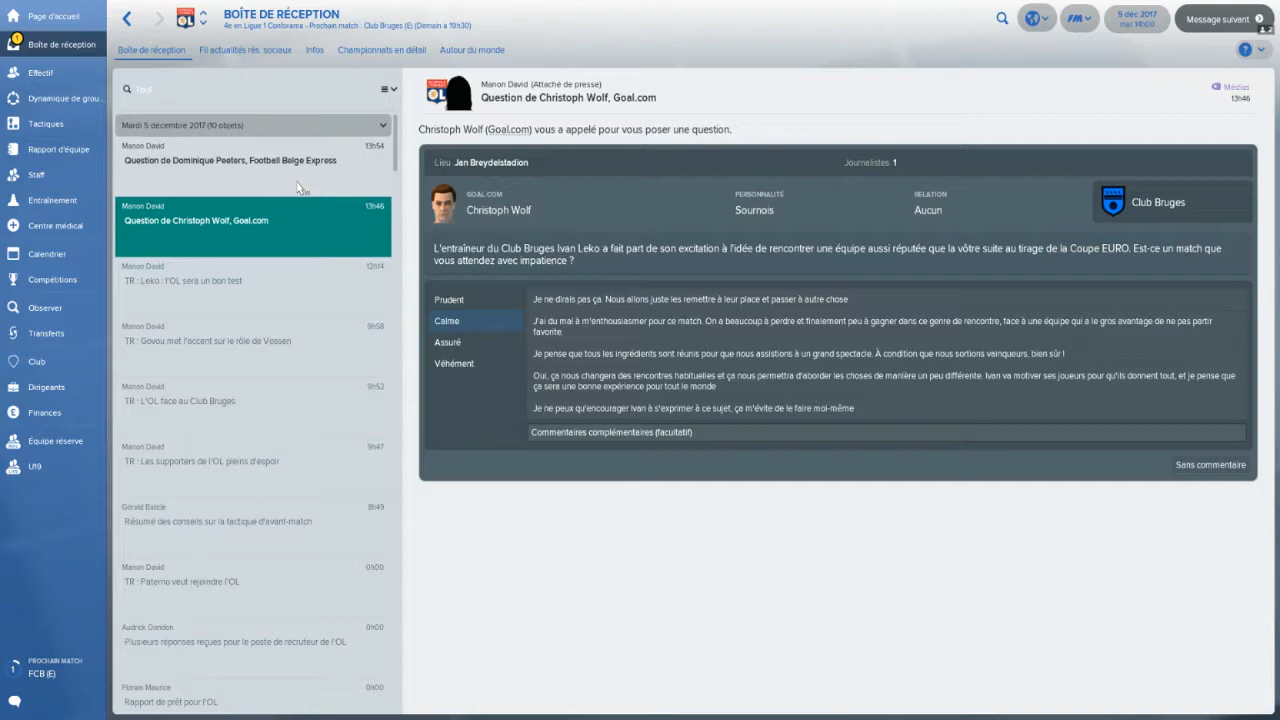 Page d'accueil
1
Boîte de réception
Effectif
Dynamique de grou...
Tactiques
Rapport d'équipe
Staff
Entraînement
Centre médical
Calendrier
Compétitions
Observer
Transferts
Club
Dirigeants
Finances
Équipe réserve
U19
1
PROCHAIN MATCH
FCB (E)
BOÎTE DE RÉCEPTION
4e en Ligue 1 Conforama - Prochain match : Club Bruges (E) (Demain à 19h30)
FM
5 déc 2017
mar 14:00
Message suivant
Boîte de réception
Fil actualités rés. sociaux
Infos
Championnats en détail
Autour du monde
?
Tout
Mardi 5 décembre 2017 (10 objets)
Manon David 13h54
Question de Dominique Peeters, Football Belge Express
Manon David 13h46
Question de Christoph Wolf, Goal.com
Manon David 12h14
TR : Leko : l'OL sera un bon test
Manon David 9h58
TR : Govou met l'accent sur le rôle de Vossen
Manon David 9h52
TR : L'OL face au Club Bruges
Manon David 9h47
TR : Les supporters de l'OL pleins d'espoir
Gérald Baticle 8h49
Résumé des conseils sur la tactique d'avant-match
Manon David 0h00
TR : Paterno veut rejoindre l'OL
Audrick Dondon 0h00
Plusieurs réponses reçues pour le poste de recruteur de l'OL
Florian Maurice 0h00
Rapport de prêt pour l'OL
Manon David (Attaché de presse)
Question de Christoph Wolf, Goal.com
Médias
13h46
Christoph Wolf (Goal.com) vous a appelé pour vous poser une question.
Lieu Jan Breydelstadion
Journalistes 1
GOAL.COM
Christoph Wolf
PERSONNALITÉ
Sournois
RELATION
Aucun
Club Bruges
L'entraîneur du Club Bruges Ivan Leko a fait part de son excitation à l'idée de rencontrer une équipe aussi réputée que la vôtre suite au tirage de la Coupe EURO. Est-ce un match que
vous attendez avec impatience ?
Prudent
Calme
Assuré
Véhément
Je ne dirais pas ça. Nous allons juste les remettre à leur place et passer à autre chose
J'ai du mal à m'enthousiasmer pour ce match. On a beaucoup à perdre et finalement peu à gagner dans ce genre de rencontre, face à une équipe qui a le gros avantage de ne pas partir
favorite.
Je pense que tous les ingrédients sont réunis pour que nous assistions à un grand spectacle. À condition que nous sortions vainqueurs, bien sûr !
Oui, ça nous changera des rencontres habituelles et ça nous permettra d'aborder les choses de manière un peu différente. Ivan va motiver ses joueurs pour qu'ils donnent tout, et je pense que
ça sera une bonne expérience pour tout le monde
Je ne peux qu'encourager Ivan à s'exprimer à ce sujet, ça m'évite de le faire moi-même
Commentaires complémentaires (facultatif)
Sans commentaire